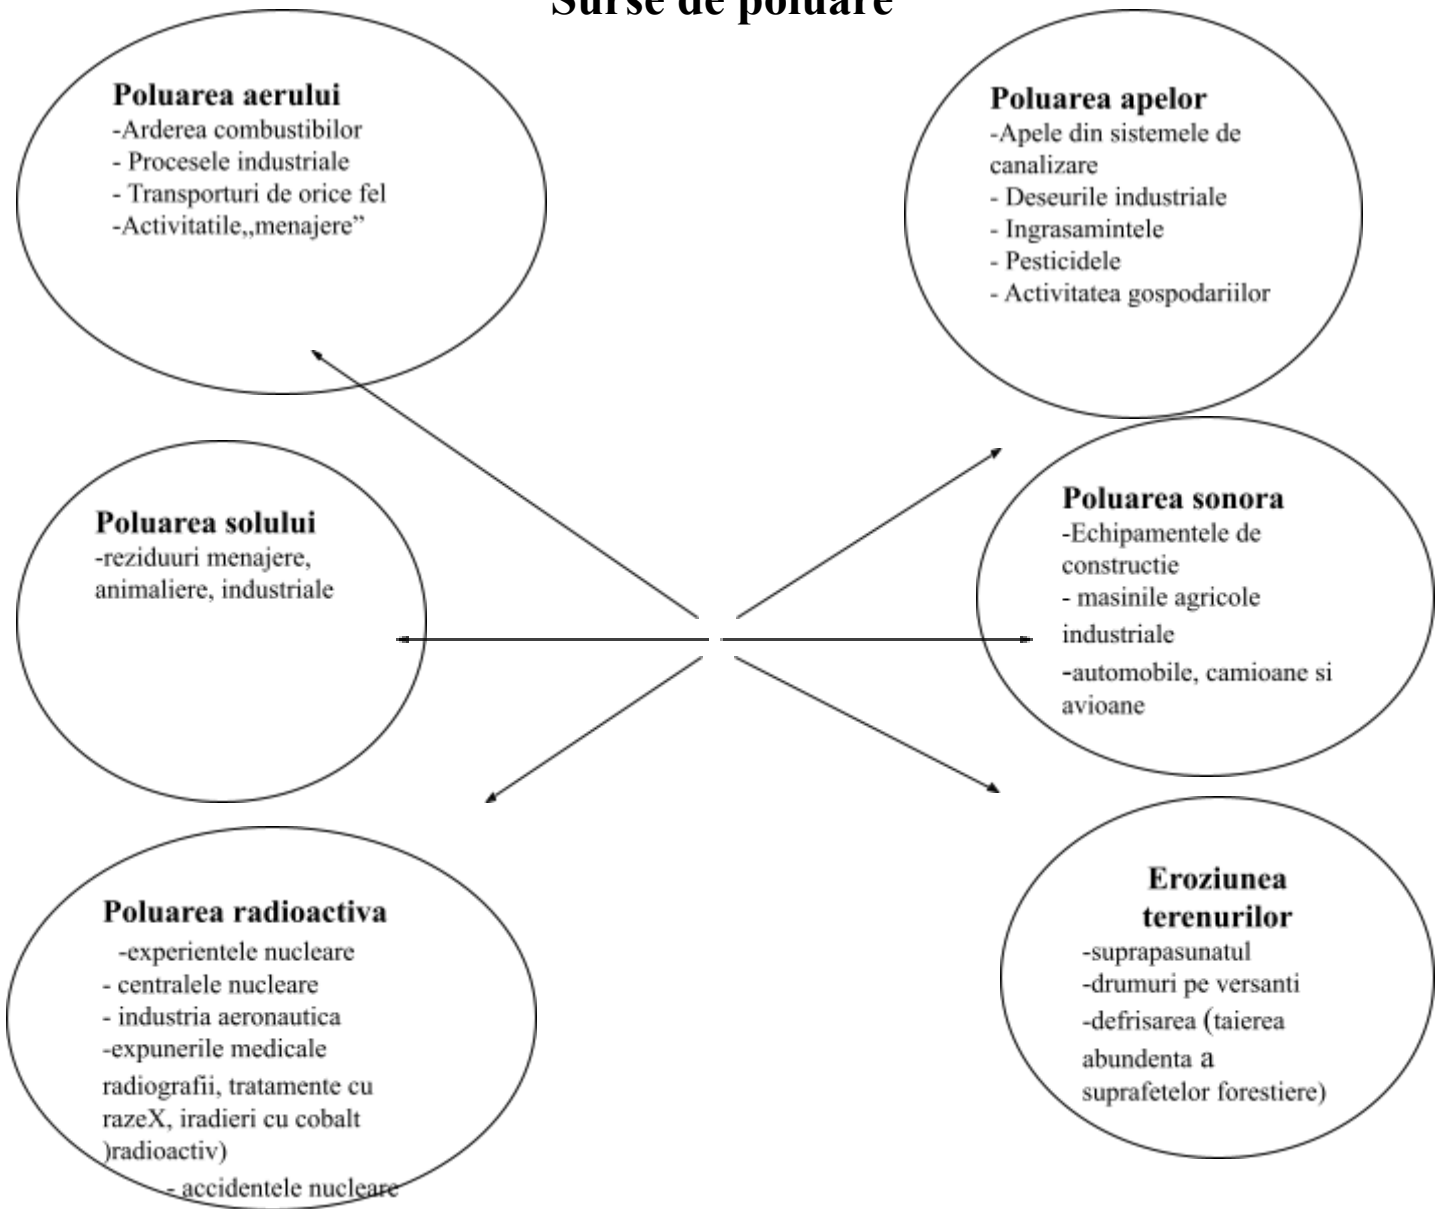 Surse de poluare
Poluarea aerului
-Arderea combustibilor
- Procesele industriale
- Transporturi de orice fel
-Activitatile,,menajere”
Poluarea apelor
-Apele din sistemele de
canalizare
- Deseurile industriale
- Ingrasamintele
- Pesticidele
- Activitatea gospodariilor
Poluarea solului
-reziduuri menajere,
animaliere, industriale
Poluarea sonora
-Echipamentele de
constructie
- masinile agricole
industriale
-automobile, camioane si
avioane
Poluarea radioactiva
-experientele nucleare
- centralele nucleare
- industria aeronautica
-expunerile medicale
radiografii, tratamente cu
razeX, iradieri cu cobalt
)radioactiv)
- accidentele nucleare
Eroziunea
terenurilor
-suprapasunatul
-drumuri pe versanti
-defrisarea (taierea
abundenta a
suprafetelor forestiere)